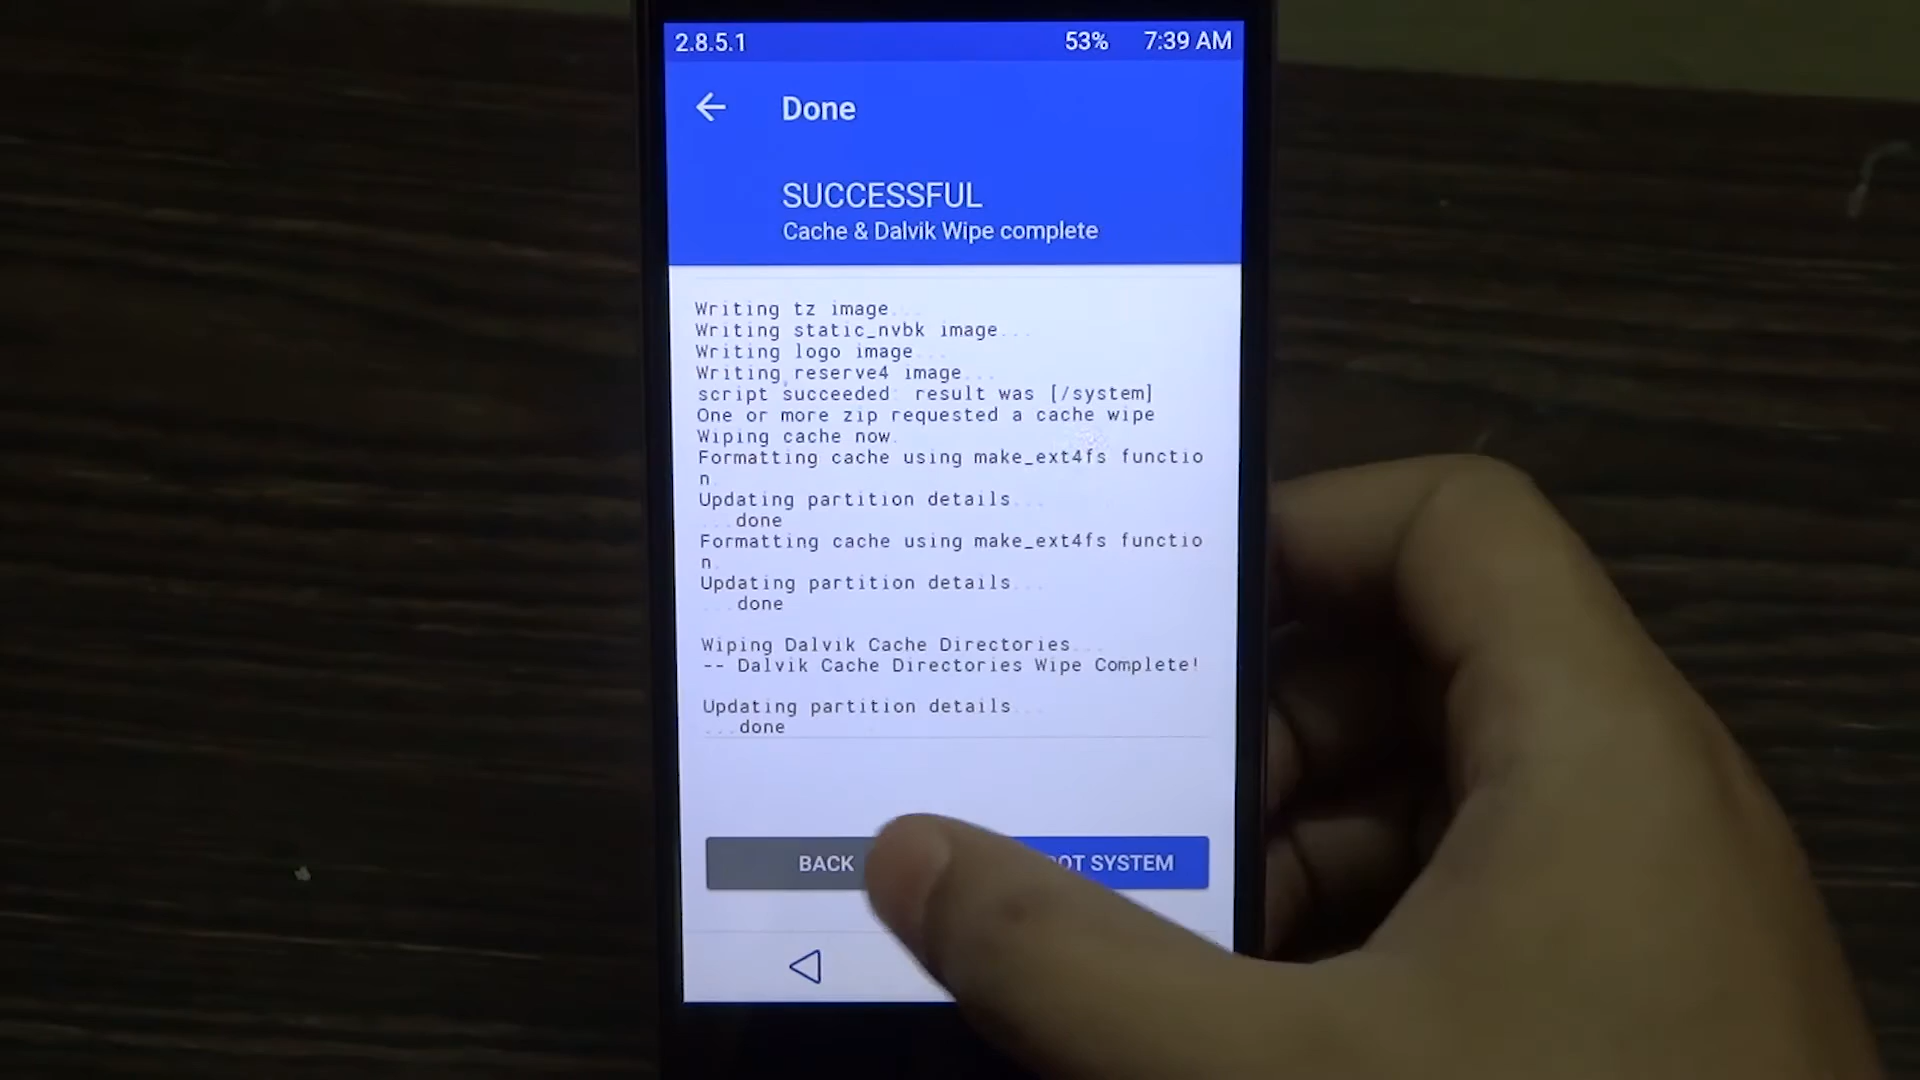 2.8.5.1 53% 7:39 AM
Done
SUCCESSFUL
Cache & Dalvik Wipe complete
Writing tz image...
Writing static_nvbk image...
Writing logo image...
Writing reserve4 image...
script succeeded: result was [/system]
One or more zip requested a cache wipe
Wiping cache now.
Formatting cache using make_ext4fs functio
n.
Updating partition details...
...done
Formatting cache using make_ext4fs functio
n.
Updating partition details...
...done
Wiping Dalvik Cache Directories...
-- Dalvik Cache Directories Wipe Complete!
Updating partition details...
...done
BACK SYSTEM